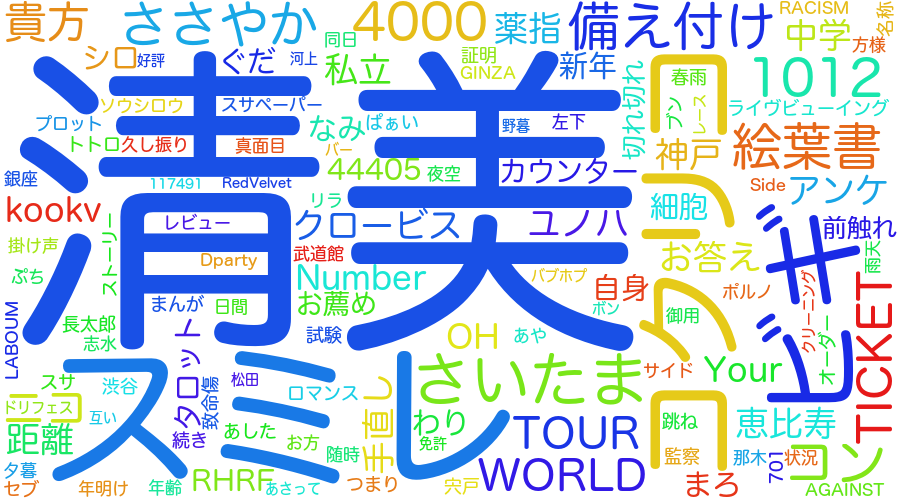 貴方
ささやか
4000
薬指
備え付け
RACISM
中学
名称
方様
シロ
好評
ぐだ
河上
同日
私立
証明
GINZA
新年
切れ切れ
春雨
1012
ソウシロウ
スサペーパー
プロット
トトロ
久し振り
真面目
なみ
ぱぁい
野暮
左下
ブン
レース
ライヴビューイング
バー
44405
夜空
カウンター
神戸
絵葉書
銀座
117491
RedVelvet
清美
リラ
Side
アンケ
kookv
レビュー
クロービス
ユノハ
細胞
前触れ
掛け声
ストーリー
Dparty
武道館
お答え
雨天
ぷち
Number
バブホプ
自身
ポルノ
クリーニング
ビギ
まんが
日間
お薦め
ボン
御用
LABOUM
長太郎
志水
試験
OH
あや
オーダー
TICKET
タロット
スミレ
さいたま
サイド
Your
スサ
渋谷
致命傷
松田
ロマンス
手直し
ドリフェス
互い
わり
TOUR
跳ね
恵比寿
距離
続き
あした
お方
随時
免許
監察
那木
状況
コン
701
夕暮
セブ
年明け
年齢
RHRF
あさって
つまり
宍戸
WORLD
まろ
AGAINST